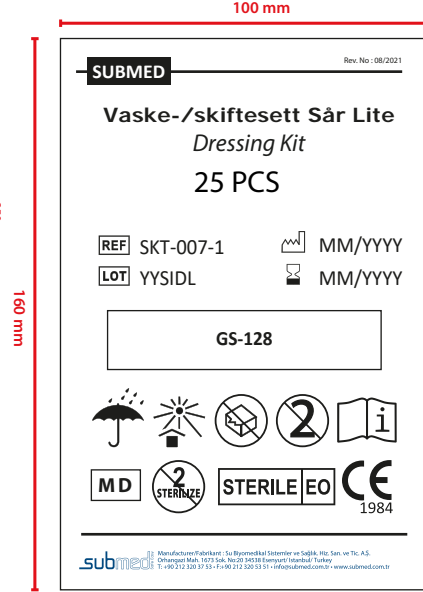 100 mm
Rev. No : 08/2021
SUBMED
Vaske-/skiftesett Sår Lite
Dressing Kit
25 PCS
REF SKT-007-1 MM/YYYY
LOT YYSIDL MM/YYYY
160 mm
GS-128
2
i
MD
2
STERILIZE
STERILE EO
CE
1984
submed
Manufacturer/Fabrikant : Su Biyomedikal Sistemler ve Sağlık. Hiz. San. ve Tic. A.Ş.
Orhangazi Mah. 1673 Sok. No:20 34538 Esenyurt/ Istanbul/ Turkey
T: +90 212 320 37 53 • F:+ 90 212 320 53 51 • info@submed.com.tr • www.submed.com.tr